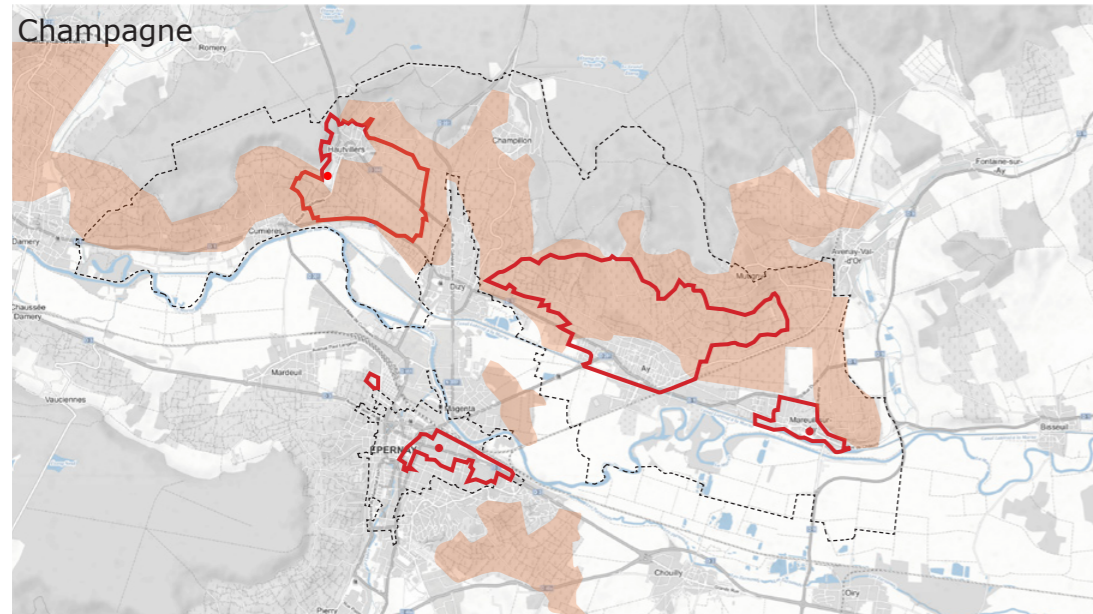 Champagne
Romery
Champillon
Hautvillers
Fontaine-sur
-Ay
Cumières
Damery
Avenay-Val-
d'Or
Dizy
Chaussée
Damery
Mardeuil
Ay
Vauciennes
Magenta
Mareuil
Bisseuil
EPERNAY
Chouilly
Oiry
Pierry